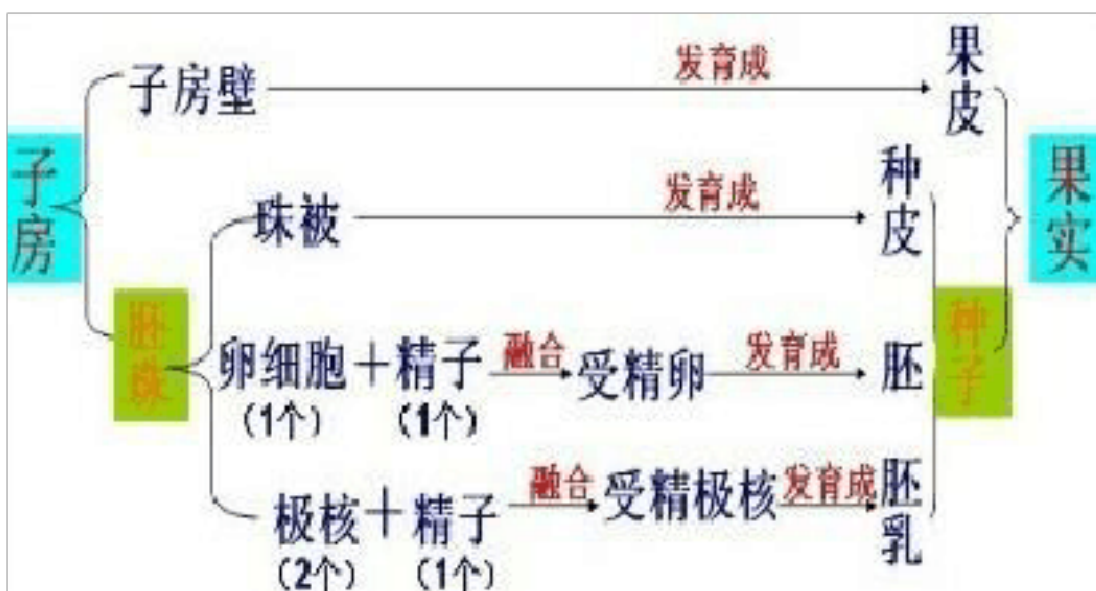 子房
子房壁 发育成 果皮
珠被 发育成 种皮
胚珠
卵细胞＋精子 融合 受精卵 发育成 胚
(1个) (1个)
极核＋精子 融合 受精极核 发育成 胚乳
(2个) (1个)
种子
果实